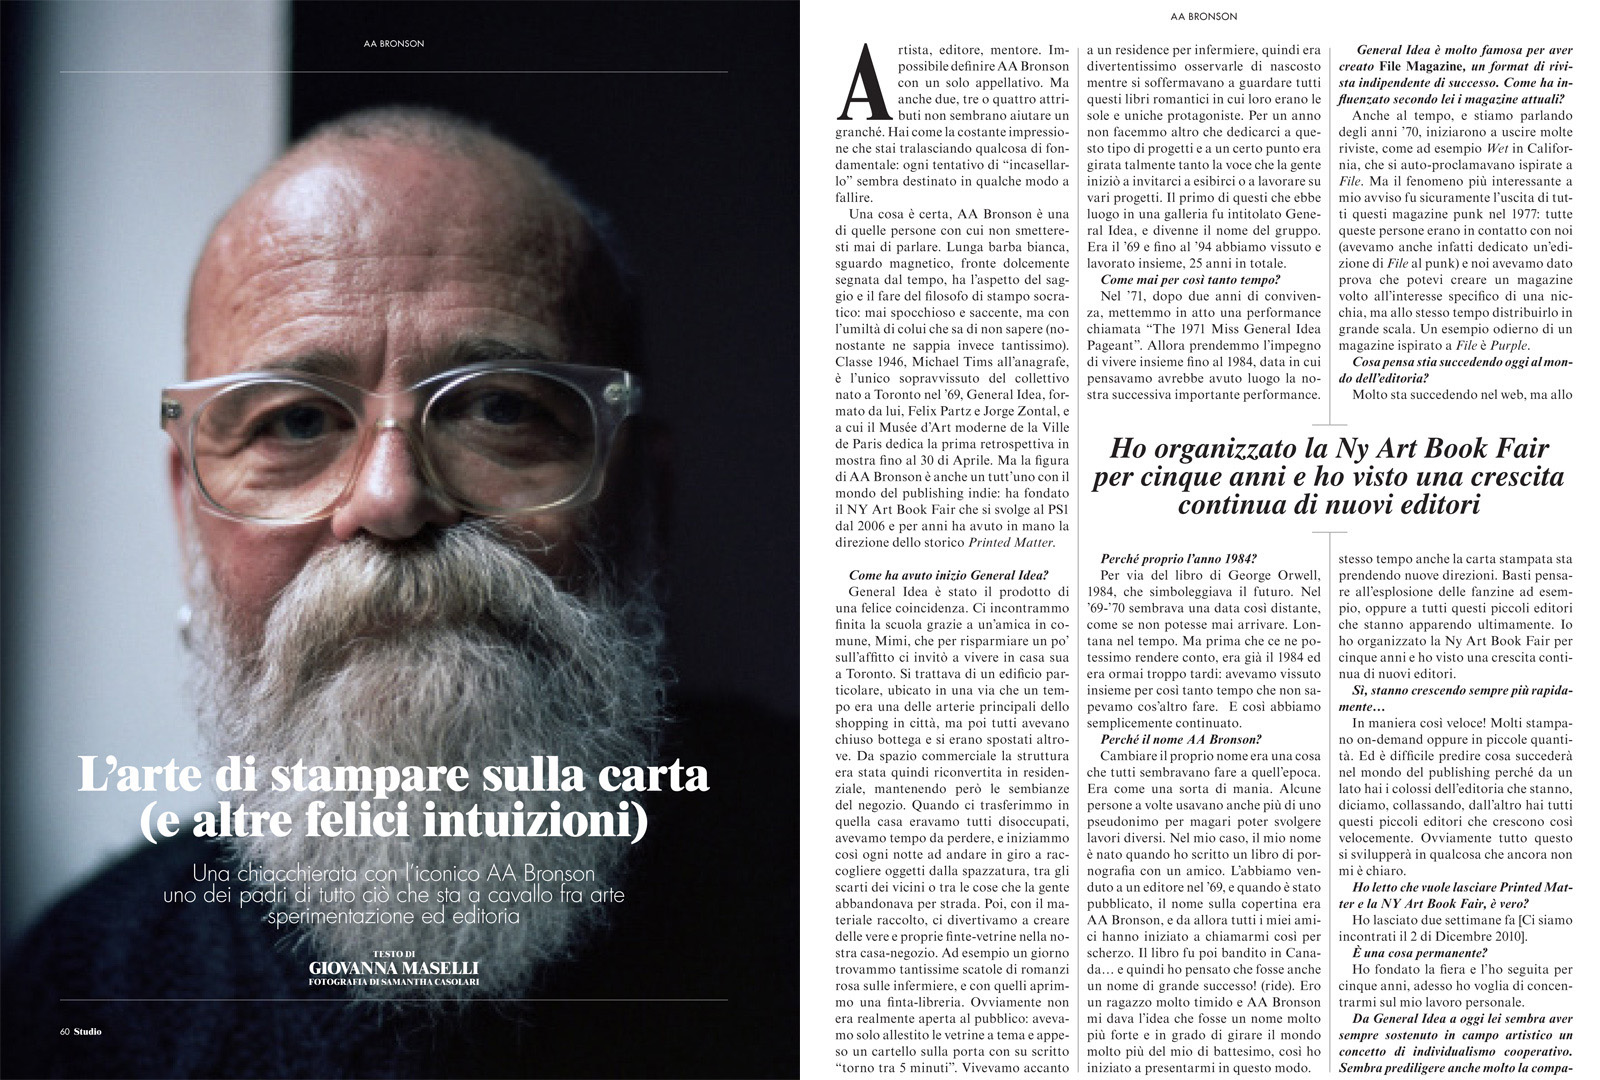 AA BRONSON
L’arte di stampare sulla carta
(e altre felici intuizioni)
Una chiacchierata con l’iconico AA Bronson
uno dei padri di tutto ciò che sta a cavallo fra arte
sperimentazione ed editoria
TESTO DI
GIOVANNA MASELLI
FOTOGRAFIA DI SAMANTHA CASOLARI
60 Studio
AA BRONSON
Artista, editore, mentore. Im-
possibile definire AA Bronson
con un solo appellativo. Ma
anche due, tre o quattro attri-
buti non sembrano aiutare un
granché. Hai come la costante impressio-
ne che stai tralasciando qualcosa di fon-
damentale: ogni tentativo di “incasellar-
lo” sembra destinato in qualche modo a
fallire.
Una cosa è certa, AA Bronson è una
di quelle persone con cui non smettere-
sti mai di parlare. Lunga barba bianca,
sguardo magnetico, fronte dolcemente
segnata dal tempo, ha l’aspetto del sag-
gio e il fare del filosofo di stampo socra-
tico: mai spocchioso e saccente, ma con
l’umiltà di colui che sa di non sapere (no-
nostante ne sappia invece tantissimo).
Classe 1946, Michael Tims all’anagrafe,
è l’unico sopravvissuto del collettivo
nato a Toronto nel ’69, General Idea, for-
mato da lui, Felix Partz e Jorge Zontal, e
a cui il Musée d’Art moderne de la Ville
de Paris dedica la prima retrospettiva in
mostra fino al 30 di Aprile. Ma la figura
di AA Bronson è anche un tutt’uno con il
mondo del publishing indie: ha fondato
il NY Art Book Fair che si svolge al PS1
dal 2006 e per anni ha avuto in mano la
direzione dello storico Printed Matter.
Come ha avuto inizio General Idea?
General Idea è stato il prodotto di
una felice coincidenza. Ci incontrammo
finita la scuola grazie a un’amica in co-
mune, Mimi, che per risparmiare un po’
sull’affitto ci invitò a vivere in casa sua
a Toronto. Si trattava di un edificio par-
ticolare, ubicato in una via che un tem-
po era una delle arterie principali dello
shopping in città, ma poi tutti avevano
chiuso bottega e si erano spostati altro-
ve. Da spazio commerciale la struttura
era stata quindi riconvertita in residen-
ziale, mantenendo però le sembianze
del negozio. Quando ci trasferimmo in
quella casa eravamo tutti disoccupati,
avevamo tempo da perdere, e iniziammo
così ogni notte ad andare in giro a rac-
cogliere oggetti dalla spazzatura, tra gli
scarti dei vicini o tra le cose che la gente
abbandonava per strada. Poi, con il ma-
teriale raccolto, ci divertivamo a creare
delle vere e proprie finte-vetrine nella no-
stra casa-negozio. Ad esempio un giorno
trovammo tantissime scatole di romanzi
rosa sulle infermiere, e con quelli aprim-
mo una finta-libreria. Ovviamente non
era realmente aperta al pubblico: aveva-
mo solo allestito le vetrine a tema e appe-
so un cartello sulla porta con su scritto
“torno tra 5 minuti”. Vivevamo accanto
a un residence per infermiere, quindi era
divertentissimo osservarle di nascosto
mentre si soffermavano a guardare tutti
questi libri romantici in cui loro erano le
sole e uniche protagoniste. Per un anno
non facemmo altro che dedicarci a que-
sto tipo di progetti e a un certo punto era
girata talmente tanto la voce che la gente
iniziò a invitarci a esibirci o a lavorare su
vari progetti. Il primo di questi che ebbe
luogo in una galleria fu intitolato Gene-
ral Idea, e divenne il nome del gruppo.
Era il ’69 e fino al ’94 abbiamo vissuto e
lavorato insieme, 25 anni in totale.
Come mai per così tanto tempo?
Nel ’71, dopo due anni di conviven-
za, mettemmo in atto una performance
chiamata “The 1971 Miss General Idea
Pageant”. Allora prendemmo l’impegno
di vivere insieme fino al 1984, data in cui
pensavamo avrebbe avuto luogo la no-
stra successiva importante performance.
Ho organizzato la Ny Art Book Fair
per cinque anni e ho visto una crescita
continua di nuovi editori
Perché proprio l’anno 1984?
Per via del libro di George Orwell,
1984, che simboleggiava il futuro. Nel
’69-’70 sembrava una data così distante,
come se non potesse mai arrivare. Lon-
tana nel tempo. Ma prima che ce ne po-
tessimo rendere conto, era già il 1984 ed
era ormai troppo tardi: avevamo vissuto
insieme per così tanto tempo che non sa-
pevamo cos’altro fare.  E così abbiamo
semplicemente continuato.
Perché il nome AA Bronson?
Cambiare il proprio nome era una cosa
che tutti sembravano fare a quell’epoca.
Era come una sorta di mania. Alcune
persone a volte usavano anche più di uno
pseudonimo per magari poter svolgere
lavori diversi. Nel mio caso, il mio nome
è nato quando ho scritto un libro di por-
nografia con un amico. L’abbiamo ven-
duto a un editore nel ’69, e quando è stato
pubblicato, il nome sulla copertina era
AA Bronson, e da allora tutti i miei ami-
ci hanno iniziato a chiamarmi così per
scherzo. Il libro fu poi bandito in Cana-
da… e quindi ho pensato che fosse anche
un nome di grande successo! (ride). Ero
un ragazzo molto timido e AA Bronson
mi dava l’idea che fosse un nome molto
più forte e in grado di girare il mondo
molto più del mio di battesimo, così ho
iniziato a presentarmi in questo modo.
General Idea è molto famosa per aver
creato File Magazine, un format di rivi-
sta indipendente di successo. Come ha in-
fluenzato secondo lei i magazine attuali?
Anche al tempo, e stiamo parlando
degli anni ’70, iniziarono a uscire molte
riviste, come ad esempio Wet in Califor-
nia, che si auto-proclamavano ispirate a
File. Ma il fenomeno più interessante a
mio avviso fu sicuramente l’uscita di tut-
ti questi magazine punk nel 1977: tutte
queste persone erano in contatto con noi
(avevamo anche infatti dedicato un’edi-
zione di File al punk) e noi avevamo dato
prova che potevi creare un magazine
volto all’interesse specifico di una nic-
chia, ma allo stesso tempo distribuirlo in
grande scala. Un esempio odierno di un
magazine ispirato a File è Purple.
Cosa pensa stia succedendo oggi al mon-
do dell’editoria?
Molto sta succedendo nel web, ma allo
stesso tempo anche la carta stampata sta
prendendo nuove direzioni. Basti pensa-
re all’esplosione delle fanzine ad esem-
pio, oppure a tutti questi piccoli editori
che stanno apparendo ultimamente. Io
ho organizzato la Ny Art Book Fair per
cinque anni e ho visto una crescita conti-
nua di nuovi editori.
Sì, stanno crescendo sempre più rapida-
mente…
In maniera così veloce! Molti stampa-
no on-demand oppure in piccole quanti-
tà. Ed è difficile predire cosa succederà
nel mondo del publishing perché da un
lato hai i colossi dell’editoria che stanno,
diciamo, collassando, dall’altro hai tutti
questi piccoli editori che crescono così
velocemente. Ovviamente tutto questo
si svilupperà in qualcosa che ancora non
mi è chiaro.
Ho letto che vuole lasciare Printed Mat-
ter e la NY Art Book Fair, è vero?
Ho lasciato due settimane fa [Ci siamo
incontrati il 2 di Dicembre 2010].
È una cosa permanente?
Ho fondato la fiera e l’ho seguita per
cinque anni, adesso ho voglia di concen-
trarmi sul mio lavoro personale.
Da General Idea a oggi lei sembra aver
sempre sostenuto in campo artistico un
concetto di individualismo cooperativo.
Sembra prediligere anche molto la compa-